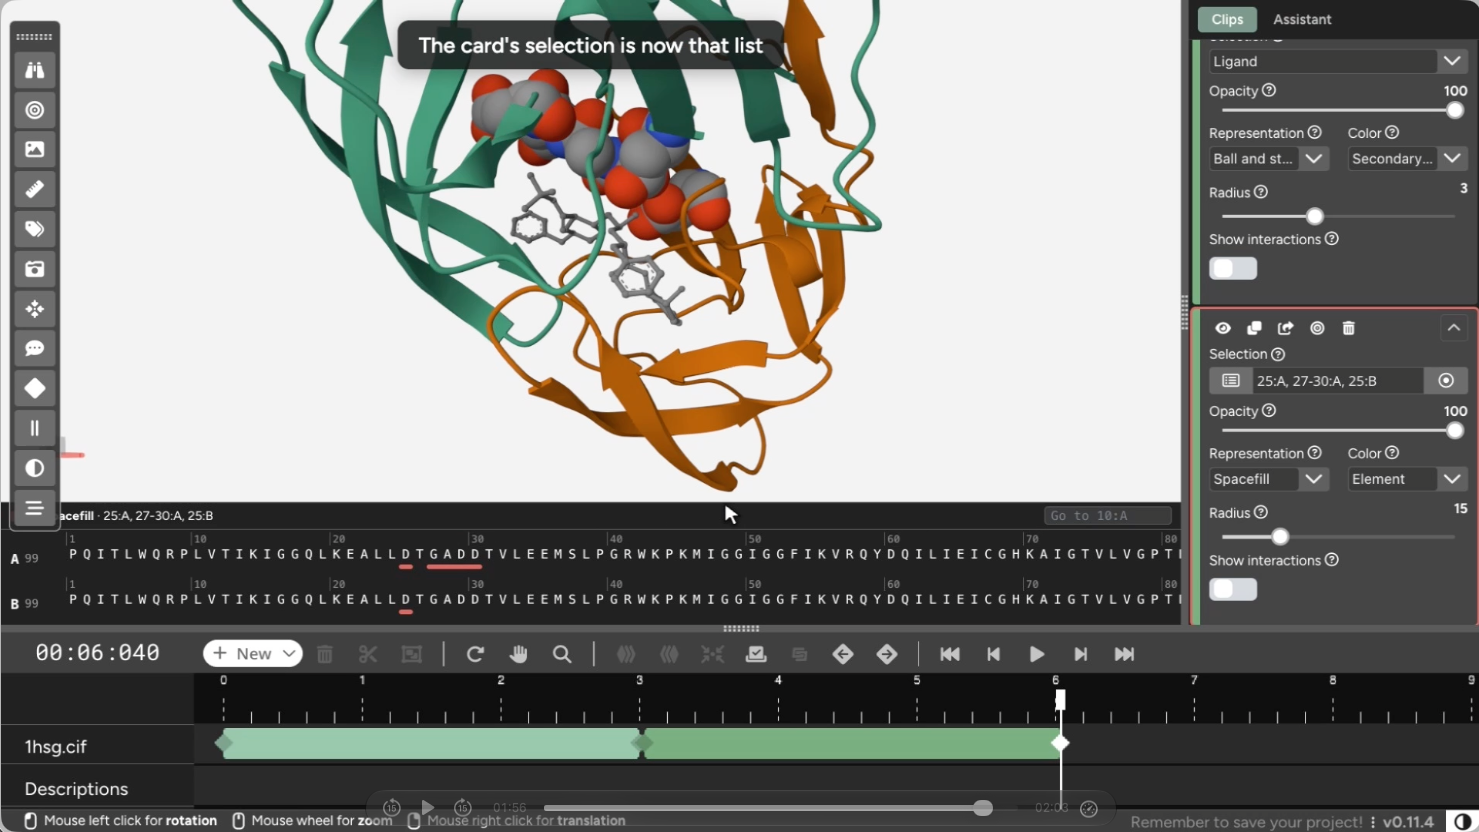 The card's selection is now that list
Clips Assistant
Ligand
Opacity 100
Representation Color
Ball and st... Secondary...
Radius 3
Show interactions
Selection
25:A, 27-30:A, 25:B
Opacity 100
Representation Color
Spacefill Element
Radius 15
Show interactions
acefill · 25:A, 27-30:A, 25:B
Go to 10:A
1 10 20 30 40 50 60 70 80
A 99 PQITLWQRPLVTIKIGGQLKEALLDTGADDTVLEEMSLPGRWKPKMIGGIGGFIKVRQYDQILIEICGHKAIGTVLVGPT
1 10 20 30 40 50 60 70 80
B 99 PQITLWQRPLVTIKIGGQLKEALLDTGADDTVLEEMSLPGRWKPKMIGGIGGFIKVRQYDQILIEICGHKAIGTVLVGPT
00:06:040
New
0 1 2 3 4 5 6 7 8 9
1hsg.cif
Descriptions
15 15 01:56 02:03
Mouse left click for rotation Mouse wheel for zoom Mouse right click for translation
Remember to save your project! v0.11.4